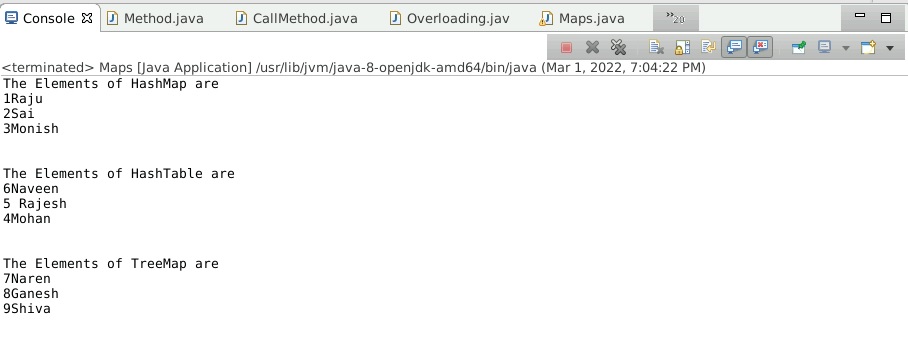 Console Method.java CallMethod.java Overloading.jav Maps.java »20
<terminated> Maps [Java Application] /usr/lib/jvm/java-8-openjdk-amd64/bin/java (Mar 1, 2022, 7:04:22 PM)
The Elements of HashMap are
1Raju
2Sai
3Monish
The Elements of HashTable are
6Naveen
5 Rajesh
4Mohan
The Elements of TreeMap are
7Naren
8Ganesh
9Shiva